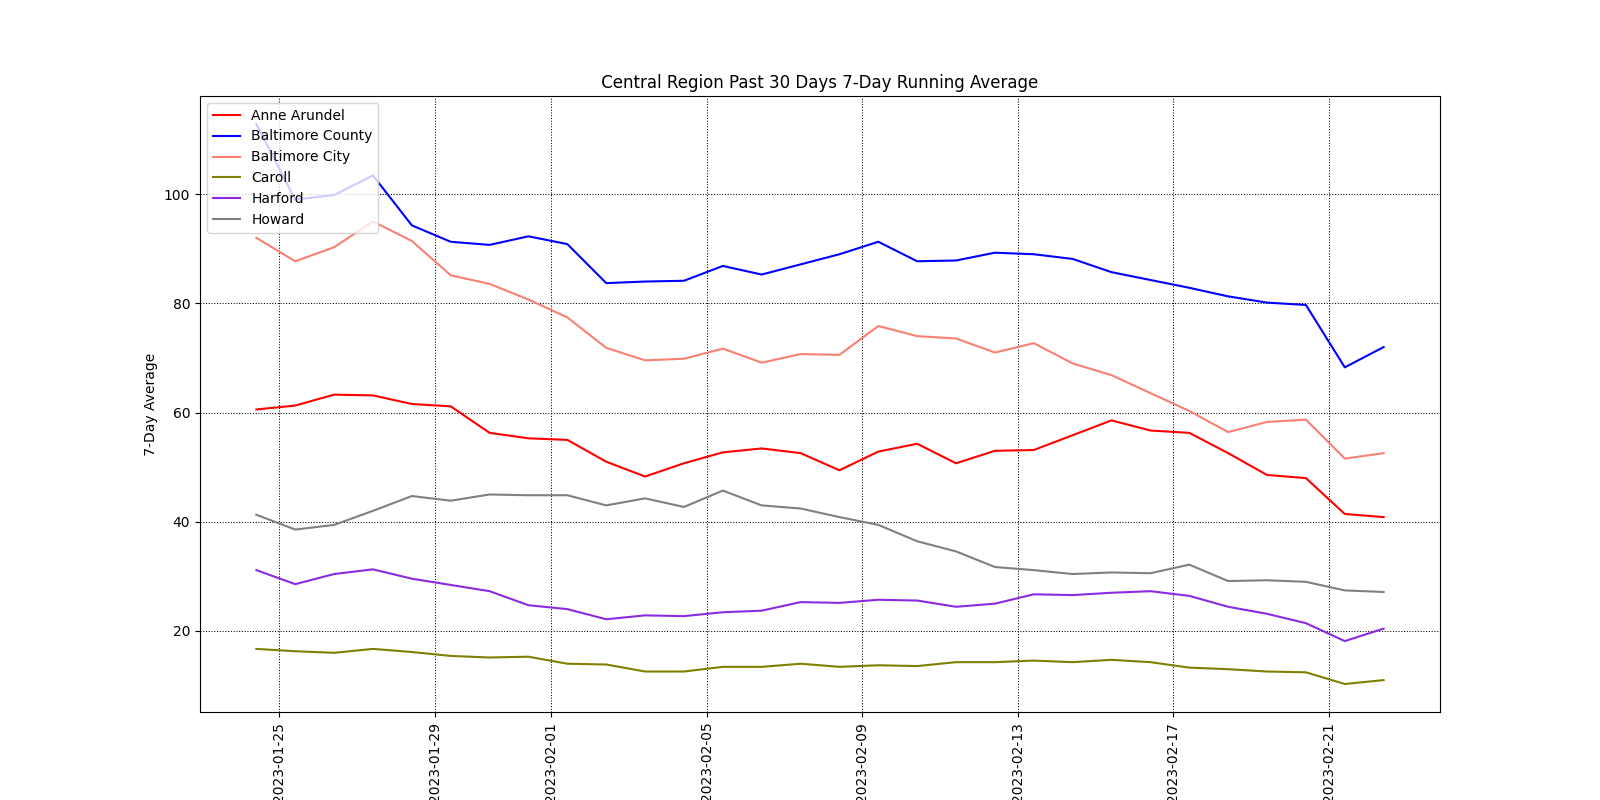 Central Region Past 30 Days 7-Day Running Average
Anne Arundel
Baltimore County
Baltimore City
Caroll
Harford
Howard
7-Day Average
100
80
60
40
20
2023-01-25
2023-01-29
2023-02-01
2023-02-05
2023-02-09
2023-02-13
2023-02-17
2023-02-21